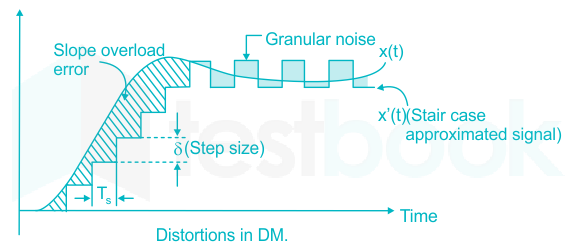 Slope overload
error
Granular noise
x(t)
x'(t)(Stair case
approximated signal)
δ(Step size)
Ts
Time
Distortions in DM.
testbook